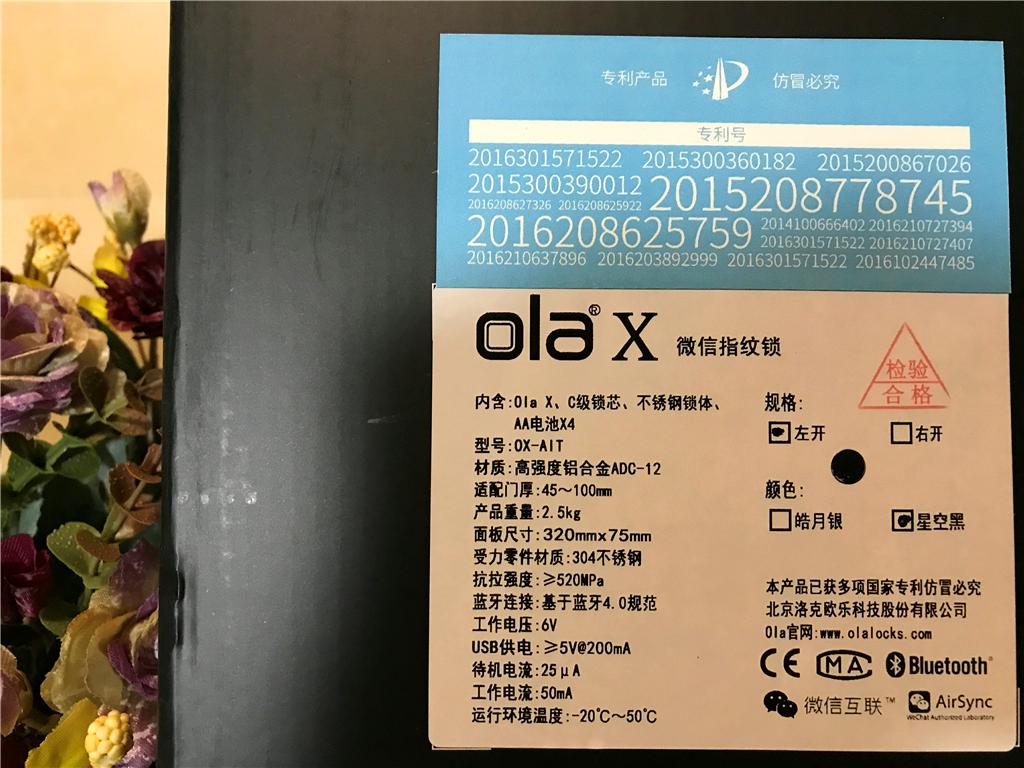 专利产品 仿冒必究
专利号
2016301571522 2015300360182 2015200867026
2015300390012 2015208778745
2016208627326 2016208625922
2016208625759 2014100666402 2016210727394
2016301571522 2016210727407
2016210637896 2016203892999 2016301571522 2016102447485
ola® X 微信指纹锁
检验
合格
内含:Ola X、C级锁芯、不锈钢锁体、
AA电池X4
型号:OX-AIT
材质:高强度铝合金ADC-12
适配门厚:45～100mm
产品重量:2.5kg
面板尺寸:320mmx75mm
受力零件材质:304不锈钢
抗拉强度:≥520MPa
蓝牙连接:基于蓝牙4.0规范
工作电压:6V
USB供电:≥5V@200mA
待机电流:25μA
工作电流:50mA
运行环境温度:-20℃～50℃
规格:
左开 右开
颜色:
皓月银 星空黑
本产品已获多项国家专利仿冒必究
北京洛克欧乐科技股份有限公司
Ola官网:www.olalocks.com
CE MA Bluetooth®
微信互联™ AirSync
WeChat Authorized Laboratory